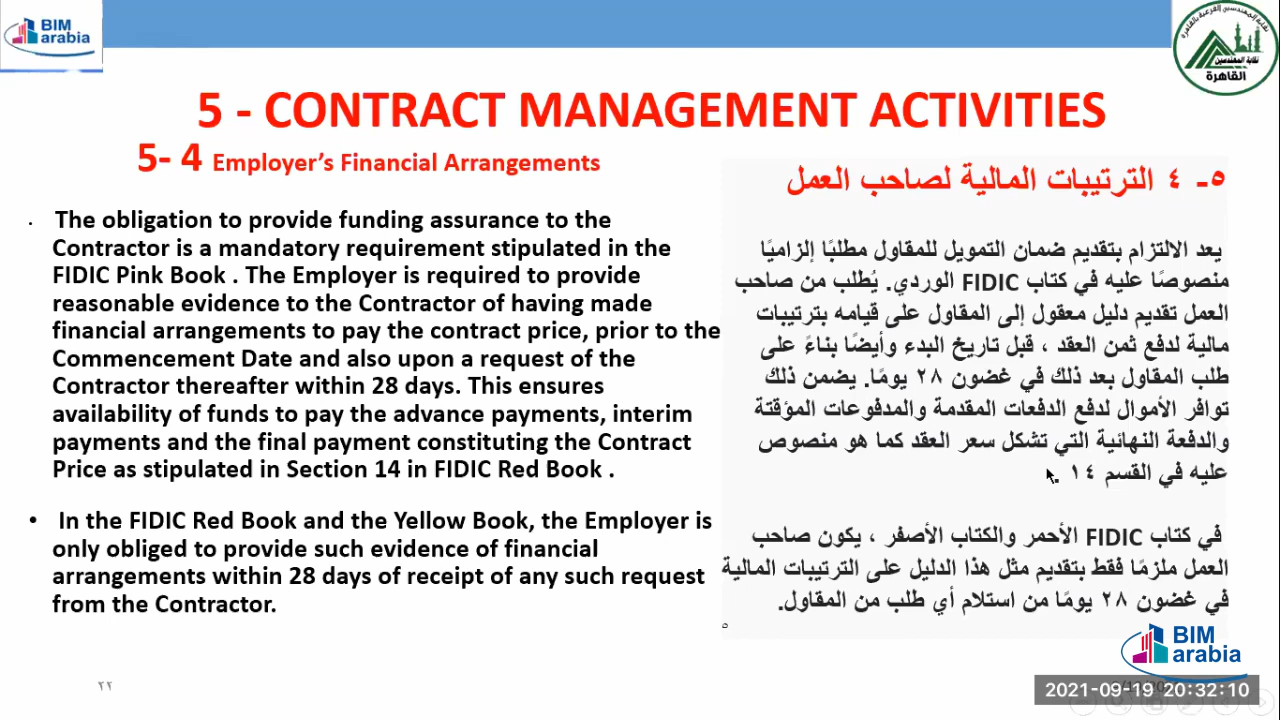 BIM
arabia
نقابة المهندسين الفرعية بالقاهرة
نقابة المهندسين
القاهرة
5 - CONTRACT MANAGEMENT ACTIVITIES
5- 4 Employer’s Financial Arrangements
. The obligation to provide funding assurance to the
Contractor is a mandatory requirement stipulated in the
FIDIC Pink Book . The Employer is required to provide
reasonable evidence to the Contractor of having made
financial arrangements to pay the contract price, prior to the
Commencement Date and also upon a request of the
Contractor thereafter within 28 days. This ensures
availability of funds to pay the advance payments, interim
payments and the final payment constituting the Contract
Price as stipulated in Section 14 in FIDIC Red Book .
• In the FIDIC Red Book and the Yellow Book, the Employer is
only obliged to provide such evidence of financial
arrangements within 28 days of receipt of any such request
from the Contractor.
٥- ٤ الترتيبات المالية لصاحب العمل
يعد الالتزام بتقديم ضمان التمويل للمقاول مطلبًا إلزاميًا
منصوصًا عليه في كتاب FIDIC الوردي. يُطلب من صاحب
العمل تقديم دليل معقول إلى المقاول على قيامه بترتيبات
مالية لدفع ثمن العقد ، قبل تاريخ البدء وأيضًا بناءً على
طلب المقاول بعد ذلك في غضون ٢٨ يومًا. يضمن ذلك
توافر الأموال لدفع الدفعات المقدمة والمدفوعات المؤقتة
والدفعة النهائية التي تشكل سعر العقد كما هو منصوص
عليه في القسم ١٤ .
في كتاب FIDIC الأحمر والكتاب الأصفر ، يكون صاحب
العمل ملزمًا فقط بتقديم مثل هذا الدليل على الترتيبات المالية
في غضون ٢٨ يومًا من استلام أي طلب من المقاول.
BIM
arabia
٢٢
2021-09-19 20:32:10